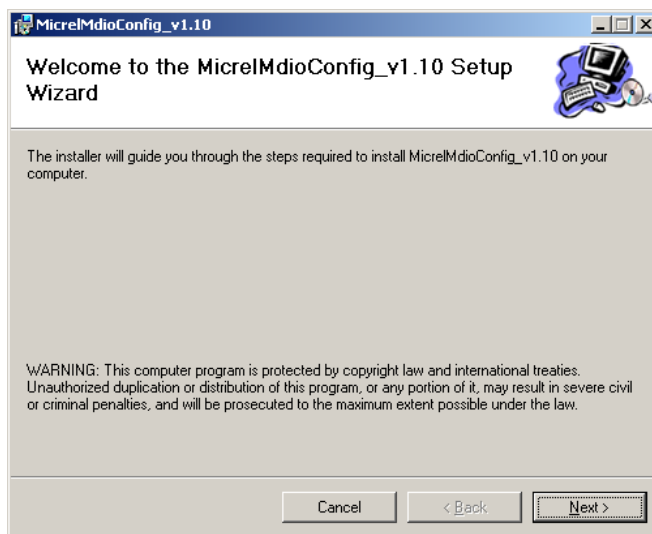 MicrelMdioConfig_v1.10
Welcome to the MicrelMdioConfig_v1.10 Setup
Wizard
The installer will guide you through the steps required to install MicrelMdioConfig_v1.10 on your
computer.
WARNING: This computer program is protected by copyright law and international treaties.
Unauthorized duplication or distribution of this program, or any portion of it, may result in severe civil
or criminal penalties, and will be prosecuted to the maximum extent possible under the law.
Cancel < Back Next >